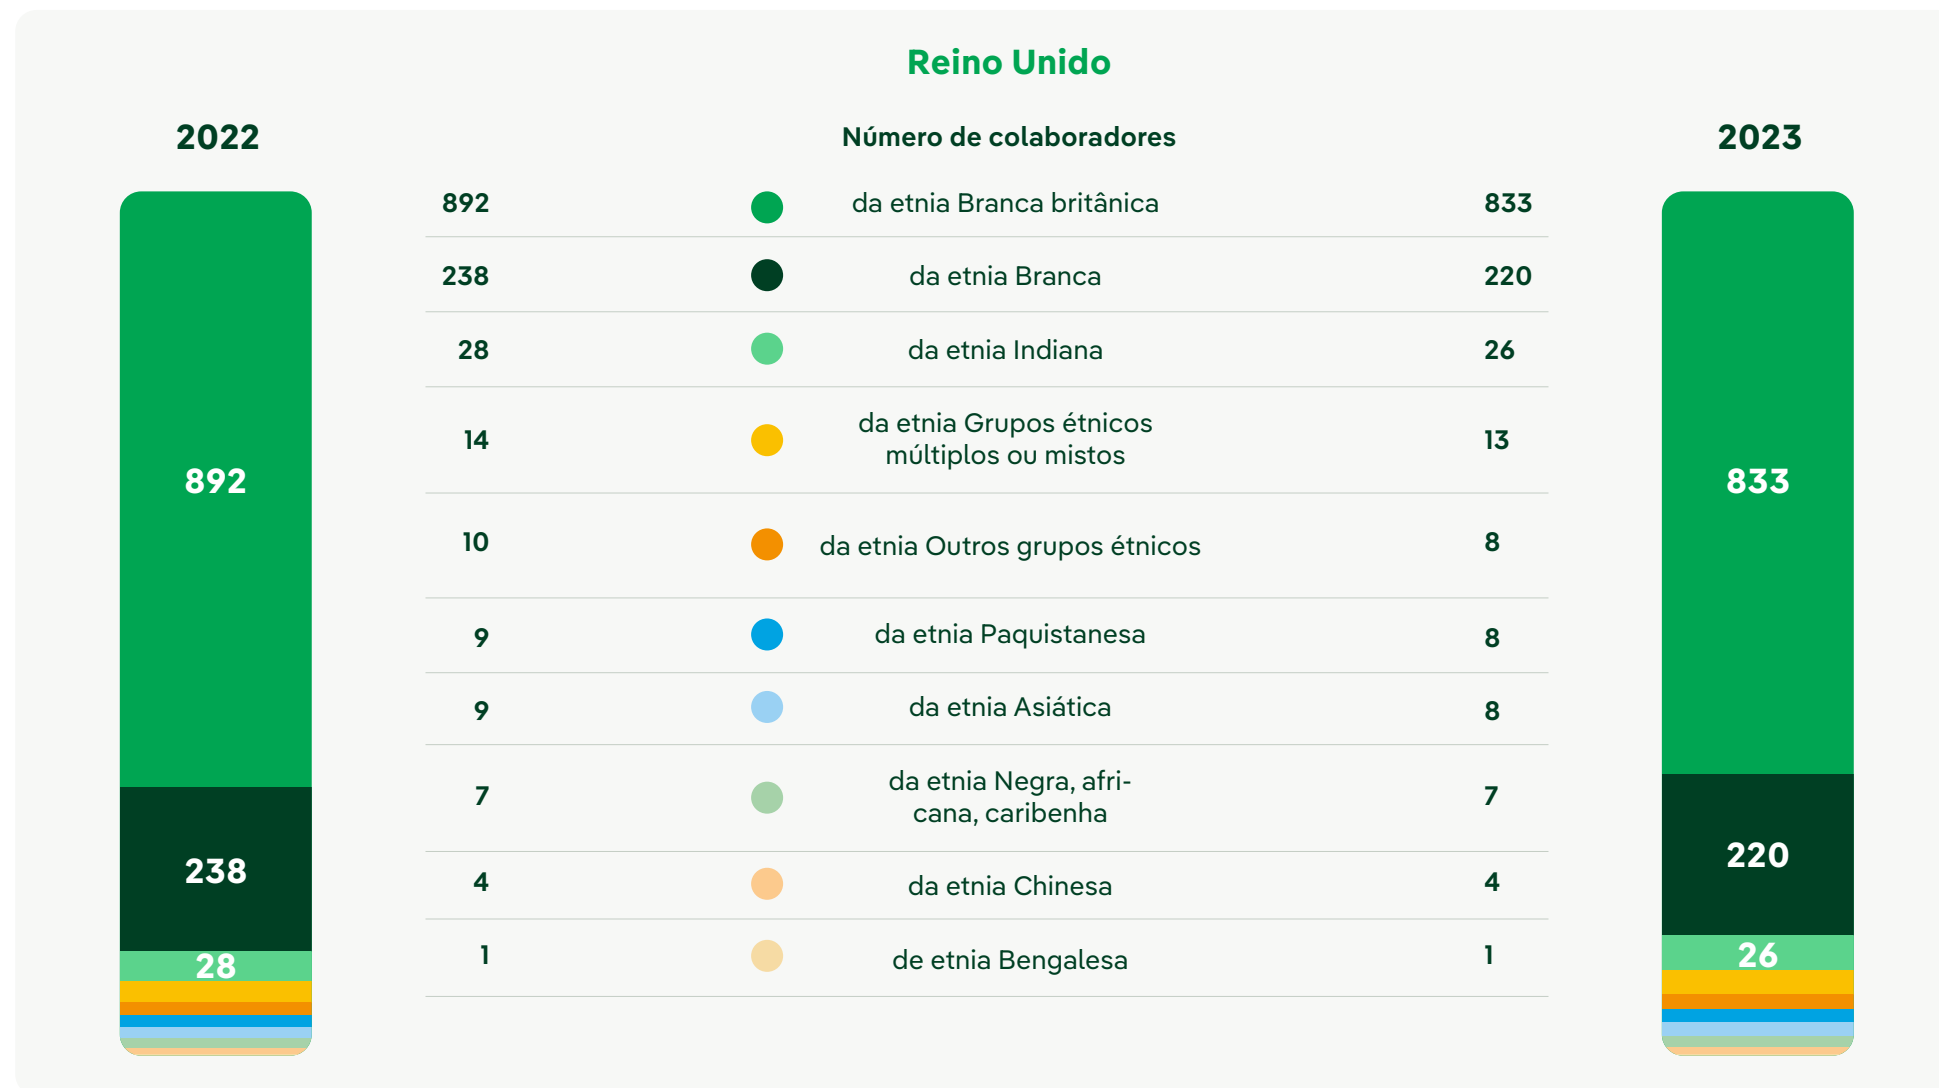 Reino Unido
2022
Número de colaboradores
2023
892
da etnia Branca britânica
833
238
da etnia Branca
220
28
da etnia Indiana
26
14
da etnia Grupos étnicos
múltiplos ou mistos
13
10
da etnia Outros grupos étnicos
8
9
da etnia Paquistanesa
8
9
da etnia Asiática
8
7
da etnia Negra, afri-
cana, caribenha
7
4
da etnia Chinesa
4
1
de etnia Bengalesa
1
892
238
28
833
220
26